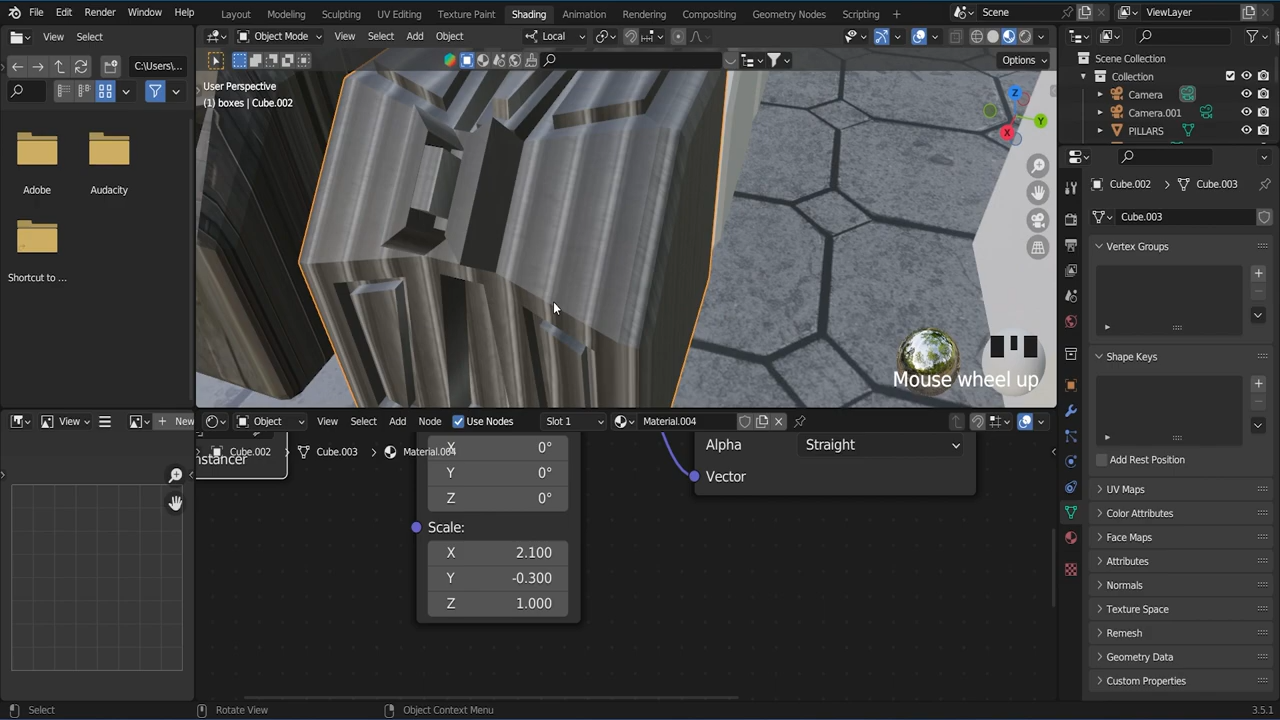 File Edit Render Window Help Layout Modeling Sculpting UV Editing Texture Paint Shading Animation Rendering Compositing Geometry Nodes Scripting Scene ViewLayer
View Select Object Mode View Select Add Object Local
C:\Users\...
Options
Scene Collection
User Perspective
(1) boxes | Cube.002
Collection
Camera
Camera.001
PILLARS
Adobe Audacity
Cube.002 Cube.003
Cube.003
Vertex Groups
Shortcut to ...
Shape Keys
Mouse wheel up
View New Object View Select Add Node Use Nodes Slot 1 Material.004
Cube.002 Cube.003 Material.004
nstancer
X 0°
Y 0°
Z 0°
Alpha Straight
Vector
Scale:
X 2.100
Y -0.300
Z 1.000
Add Rest Position
UV Maps
Color Attributes
Face Maps
Attributes
Normals
Texture Space
Remesh
Geometry Data
Custom Properties
Select Rotate View Object Context Menu 3.5.1